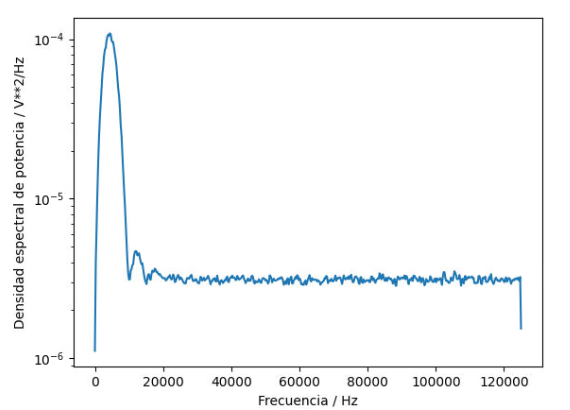 10⁻⁴
10⁻⁵
10⁻⁶
Densidad espectral de potencia / V**2/Hz
0 20000 40000 60000 80000 100000 120000
Frecuencia / Hz